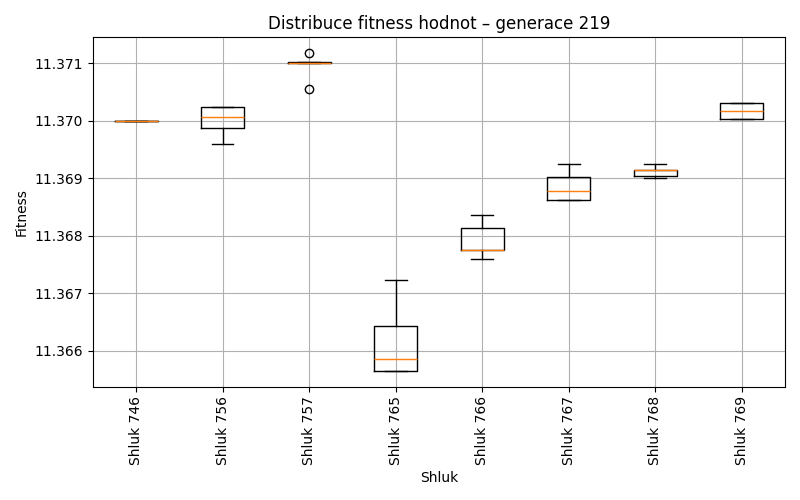 Distribuce fitness hodnot – generace 219
Fitness
11.371
11.370
11.369
11.368
11.367
11.366
Shluk 746
Shluk 756
Shluk 757
Shluk 765
Shluk 766
Shluk 767
Shluk 768
Shluk 769
Shluk